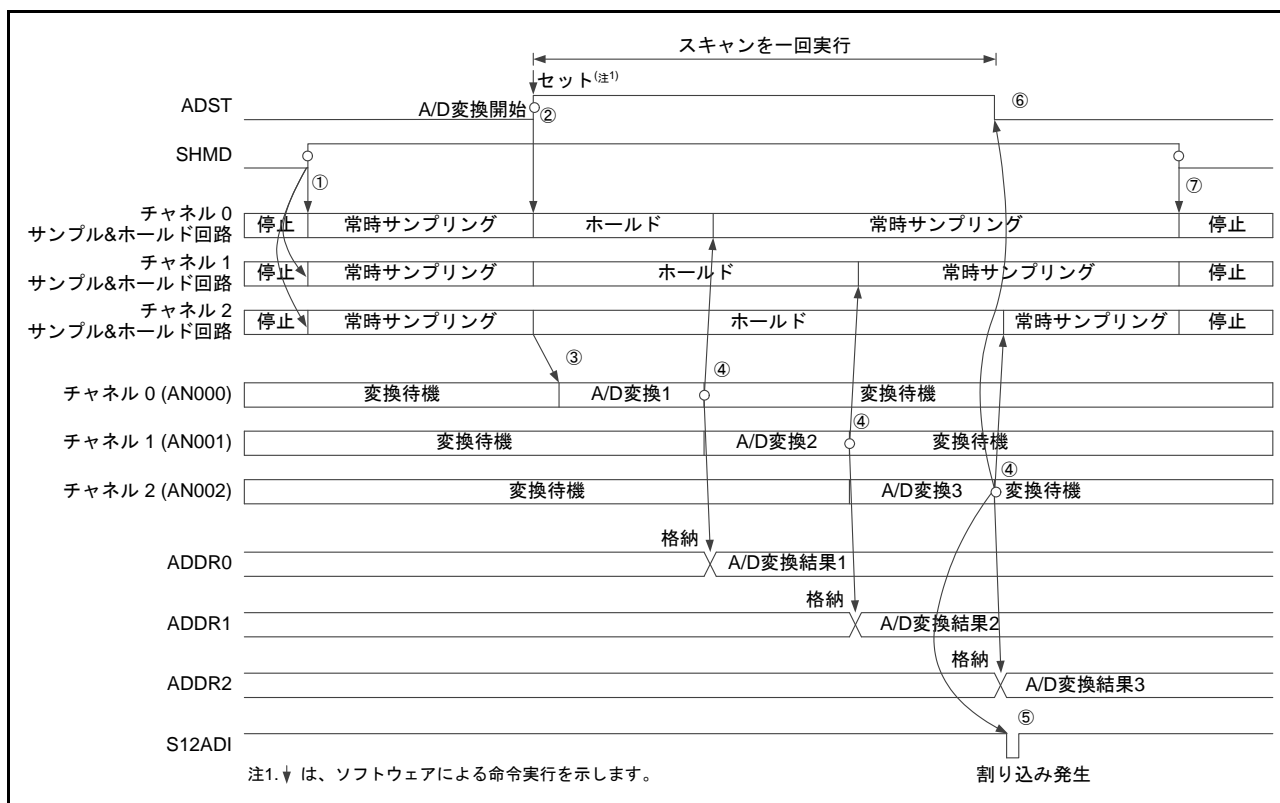 スキャンを一回実行
セット(注1)
ADST
A/D変換開始
②
⑥
SHMD
①
⑦
チャネル 0
サンプル&ホールド回路
停止
常時サンプリング
ホールド
常時サンプリング
停止
チャネル 1
サンプル&ホールド回路
停止
常時サンプリング
ホールド
常時サンプリング
停止
チャネル 2
サンプル&ホールド回路
停止
常時サンプリング
ホールド
常時サンプリング
停止
③
④
チャネル 0 (AN000)
変換待機
A/D変換1
変換待機
④
チャネル 1 (AN001)
変換待機
A/D変換2
変換待機
④
チャネル 2 (AN002)
変換待機
A/D変換3
変換待機
格納
ADDR0
A/D変換結果1
格納
ADDR1
A/D変換結果2
格納
ADDR2
A/D変換結果3
⑤
S12ADI
注1. は、ソフトウェアによる命令実行を示します。
割り込み発生